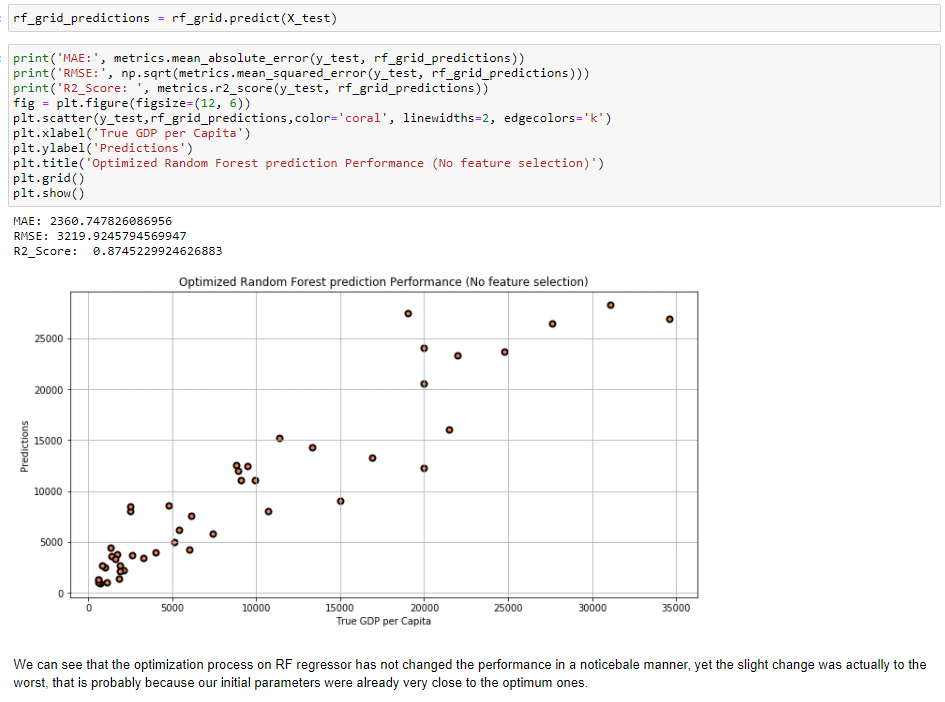 rf_grid_predictions = rf_grid.predict(X_test)
print('MAE:', metrics.mean_absolute_error(y_test, rf_grid_predictions))
print('RMSE:', np.sqrt(metrics.mean_squared_error(y_test, rf_grid_predictions)))
print('R2_Score: ', metrics.r2_score(y_test, rf_grid_predictions))
fig = plt.figure(figsize=(12, 6))
plt.scatter(y_test,rf_grid_predictions,color='coral', linewidths=2, edgecolors='k')
plt.xlabel('True GDP per Capita')
plt.ylabel('Predictions')
plt.title('Optimized Random Forest prediction Performance (No feature selection)')
plt.grid()
plt.show()
MAE: 2360.747826086956
RMSE: 3219.9245794569947
R2_Score:  0.8745229924626883
Optimized Random Forest prediction Performance (No feature selection)
25000
20000
15000
10000
5000
0
Predictions
0 5000 10000 15000 20000 25000 30000 35000
True GDP per Capita
We can see that the optimization process on RF regressor has not changed the performance in a noticebale manner, yet the slight change was actually to the
worst, that is probably because our initial parameters were already very close to the optimum ones.